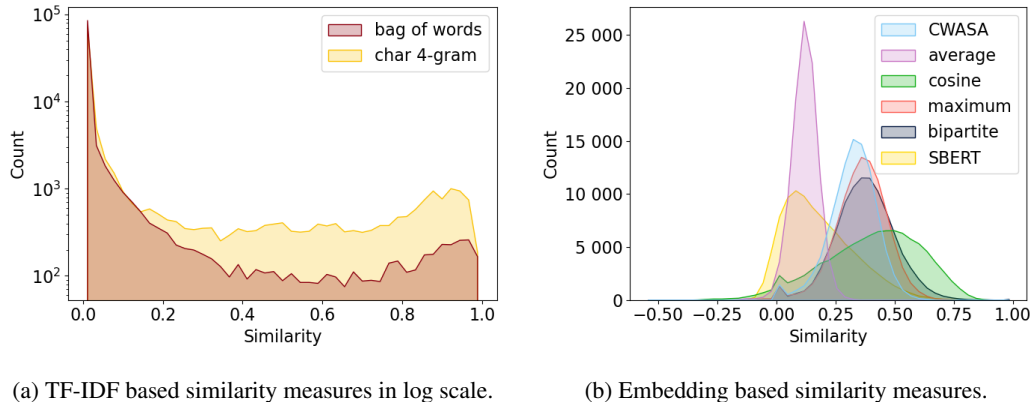 10^5
10^4
10^3
10^2
Count
0.0 0.2 0.4 0.6 0.8 1.0
Similarity
bag of words
char 4-gram
25 000
20 000
15 000
10 000
5 000
0
Count
−0.50 −0.25 0.00 0.25 0.50 0.75 1.00
Similarity
CWASA
average
cosine
maximum
bipartite
SBERT
(a) TF-IDF based similarity measures in log scale.
(b) Embedding based similarity measures.